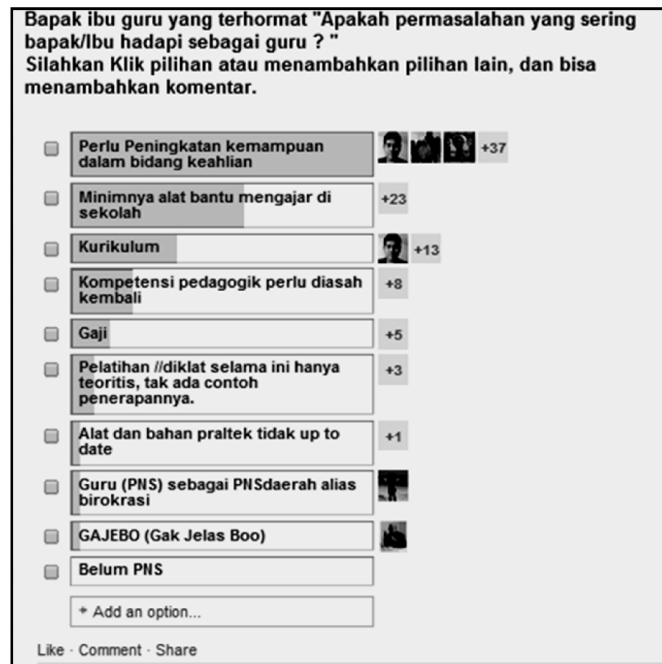 Bapak ibu guru yang terhormat "Apakah permasalahan yang sering
bapak/Ibu hadapi sebagai guru ? "
Silahkan Klik pilihan atau menambahkan pilihan lain, dan bisa
menambahkan komentar.
Perlu Peningkatan kemampuan
dalam bidang keahlian
+37
Minimnya alat bantu mengajar di
sekolah
+23
Kurikulum
+13
Kompetensi pedagogik perlu diasah
kembali
+8
Gaji
+5
Pelatihan //diklat selama ini hanya
teoritis, tak ada contoh
penerapannya.
+3
Alat dan bahan praltek tidak up to
date
+1
Guru (PNS) sebagai PNSdaerah alias
birokrasi
GAJEBO (Gak Jelas Boo)
Belum PNS
+ Add an option...
Like · Comment · Share